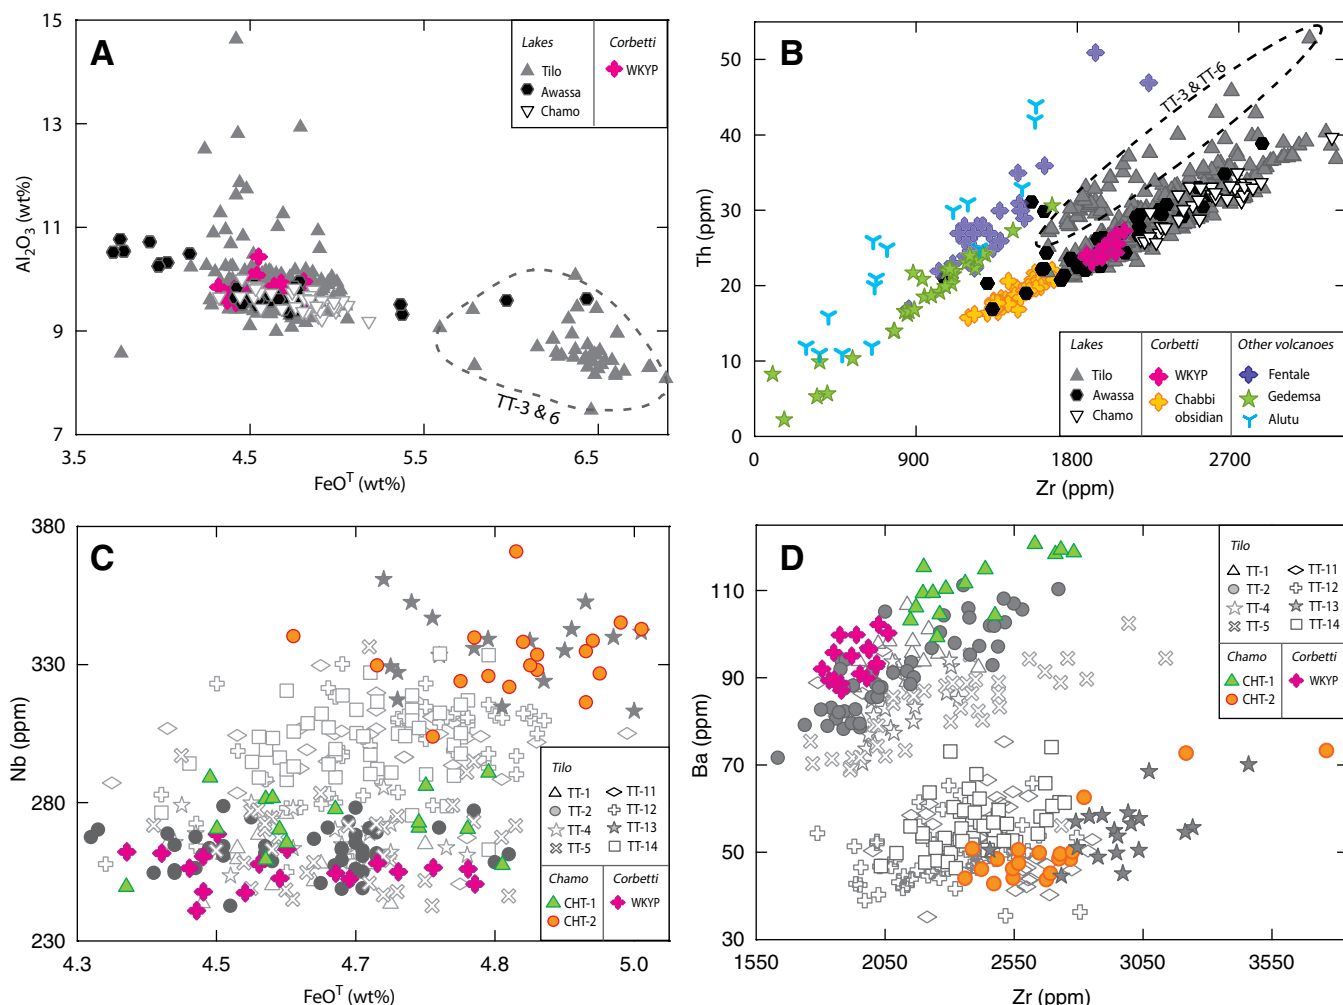 A
15
13
11
9
7
Al2O3 (wt%)
3.5 4.5 5.5 6.5
FeOT (wt%)
Lakes Corbetti
Tilo WKYP
Awassa
Chamo
TT-3 & 6
B
50
40
30
20
10
0
Th (ppm)
0 900 1800 2700
Zr (ppm)
TT-3 & TT-6
Lakes Corbetti Other volcanoes
Tilo WKYP Fentale
Awassa Chabbi obsidian Gedemsa
Chamo Alutu
C
380
330
280
230
Nb (ppm)
4.3 4.5 4.7 4.8 5.0
FeOT (wt%)
Tilo
TT-1 TT-11
TT-2 TT-12
TT-4 TT-13
TT-5 TT-14
Chamo Corbetti
CHT-1 WKYP
CHT-2
D
110
90
70
50
30
Ba (ppm)
1550 2050 2550 3050 3550
Zr (ppm)
Tilo
TT-1 TT-11
TT-2 TT-12
TT-4 TT-13
TT-5 TT-14
Chamo Corbetti
CHT-1 WKYP
CHT-2